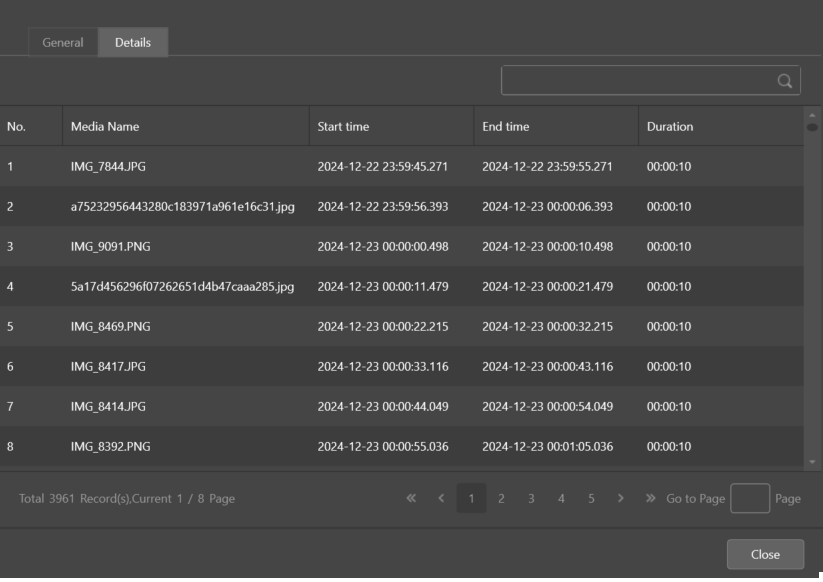 General Details
No. Media Name Start time End time Duration
1 IMG_7844.JPG 2024-12-22 23:59:45.271 2024-12-22 23:59:55.271 00:00:10
2 a75232956443280c183971a961e16c31.jpg 2024-12-22 23:59:56.393 2024-12-23 00:00:06.393 00:00:10
3 IMG_9091.PNG 2024-12-23 00:00:00.498 2024-12-23 00:00:10.498 00:00:10
4 5a17d456296f07262651d4b47caaa285.jpg 2024-12-23 00:00:11.479 2024-12-23 00:00:21.479 00:00:10
5 IMG_8469.PNG 2024-12-23 00:00:22.215 2024-12-23 00:00:32.215 00:00:10
6 IMG_8417.JPG 2024-12-23 00:00:33.116 2024-12-23 00:00:43.116 00:00:10
7 IMG_8414.JPG 2024-12-23 00:00:44.049 2024-12-23 00:00:54.049 00:00:10
8 IMG_8392.PNG 2024-12-23 00:00:55.036 2024-12-23 00:01:05.036 00:00:10
Total 3961 Record(s),Current 1 / 8 Page « ‹ 1 2 3 4 5 › » Go to Page Page
Close